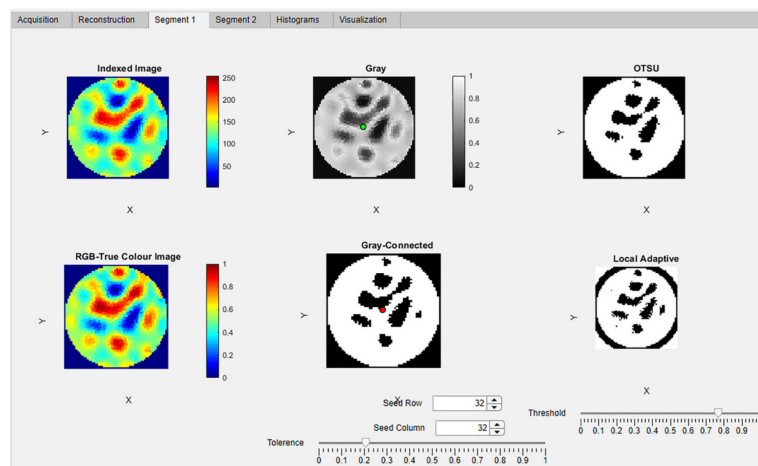 Acquisition Reconstruction Segment 1 Segment 2 Histograms Visualization
Indexed Image
Y
X
250
200
150
100
50
Gray
Y
X
1
0.8
0.6
0.4
0.2
0
OTSU
Y
X
RGB-True Colour Image
Y
X
1
0.8
0.6
0.4
0.2
0
Gray-Connected
Y
X
Local Adaptive
Y
X
Seed Row 32
Seed Column 32
Tolerence
0 0.1 0.2 0.3 0.4 0.5 0.6 0.7 0.8 0.9 1
Threshold
0 0.1 0.2 0.3 0.4 0.5 0.6 0.7 0.8 0.9